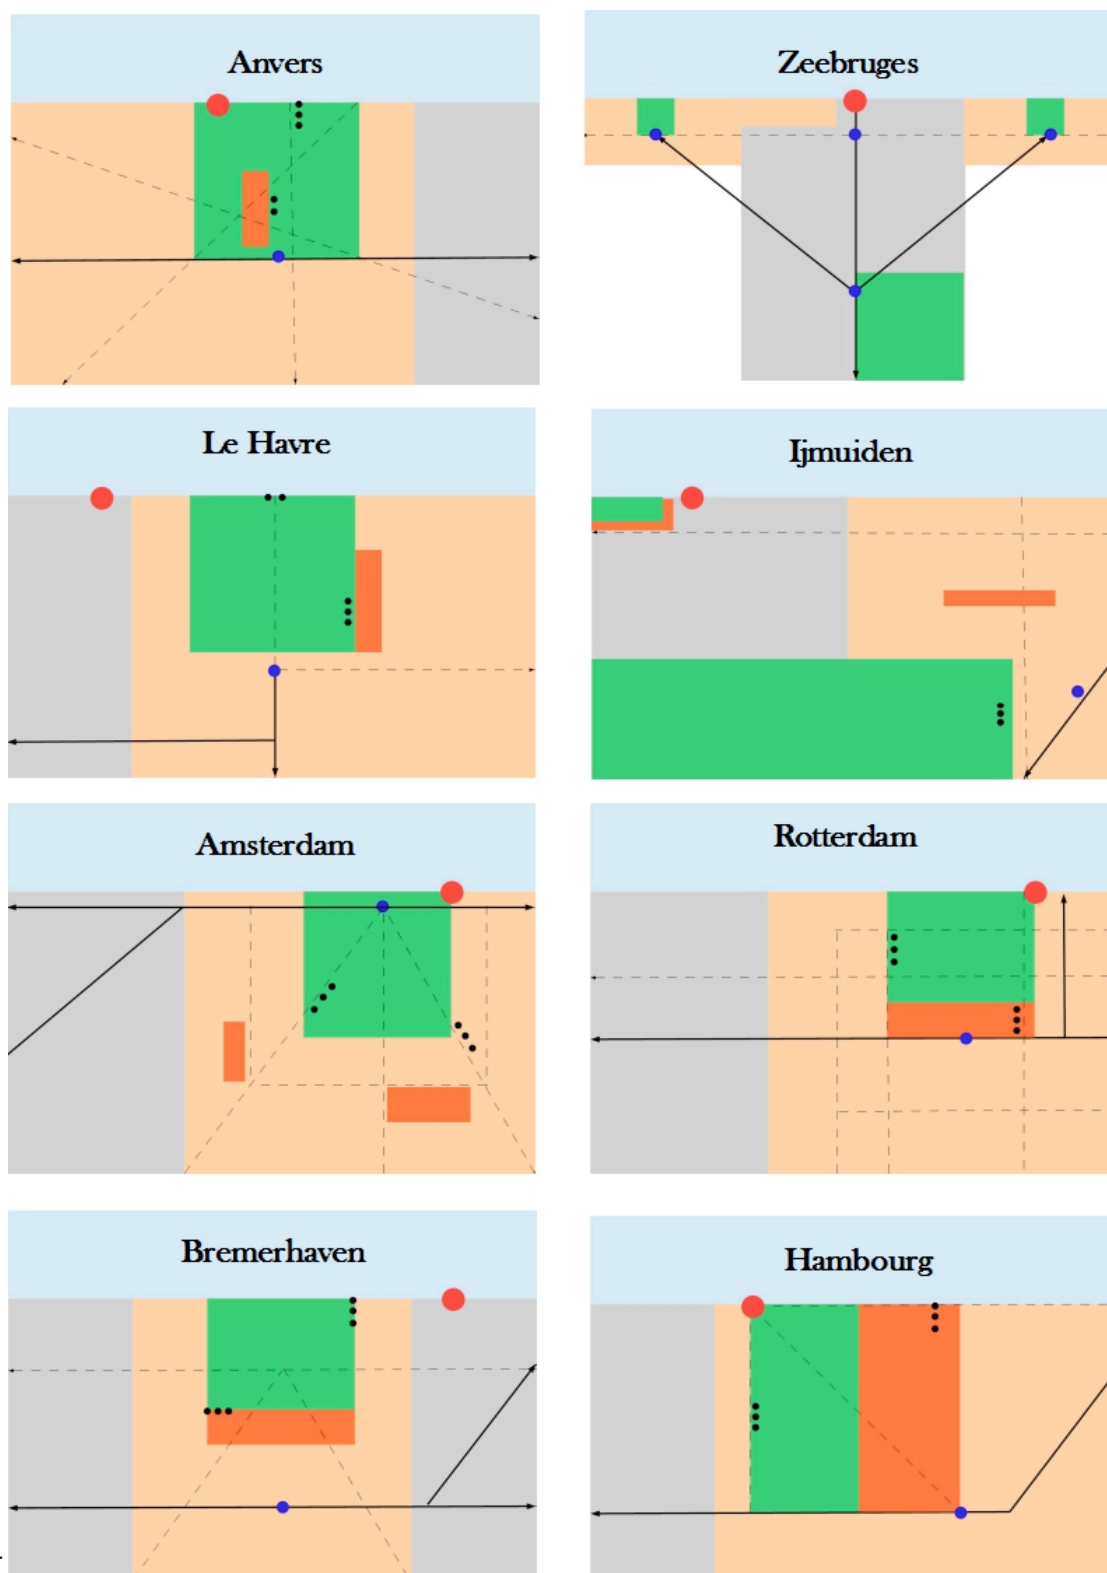 Anvers
Zeebruges
Le Havre
Ijmuiden
Amsterdam
Rotterdam
Bremerhaven
Hambourg